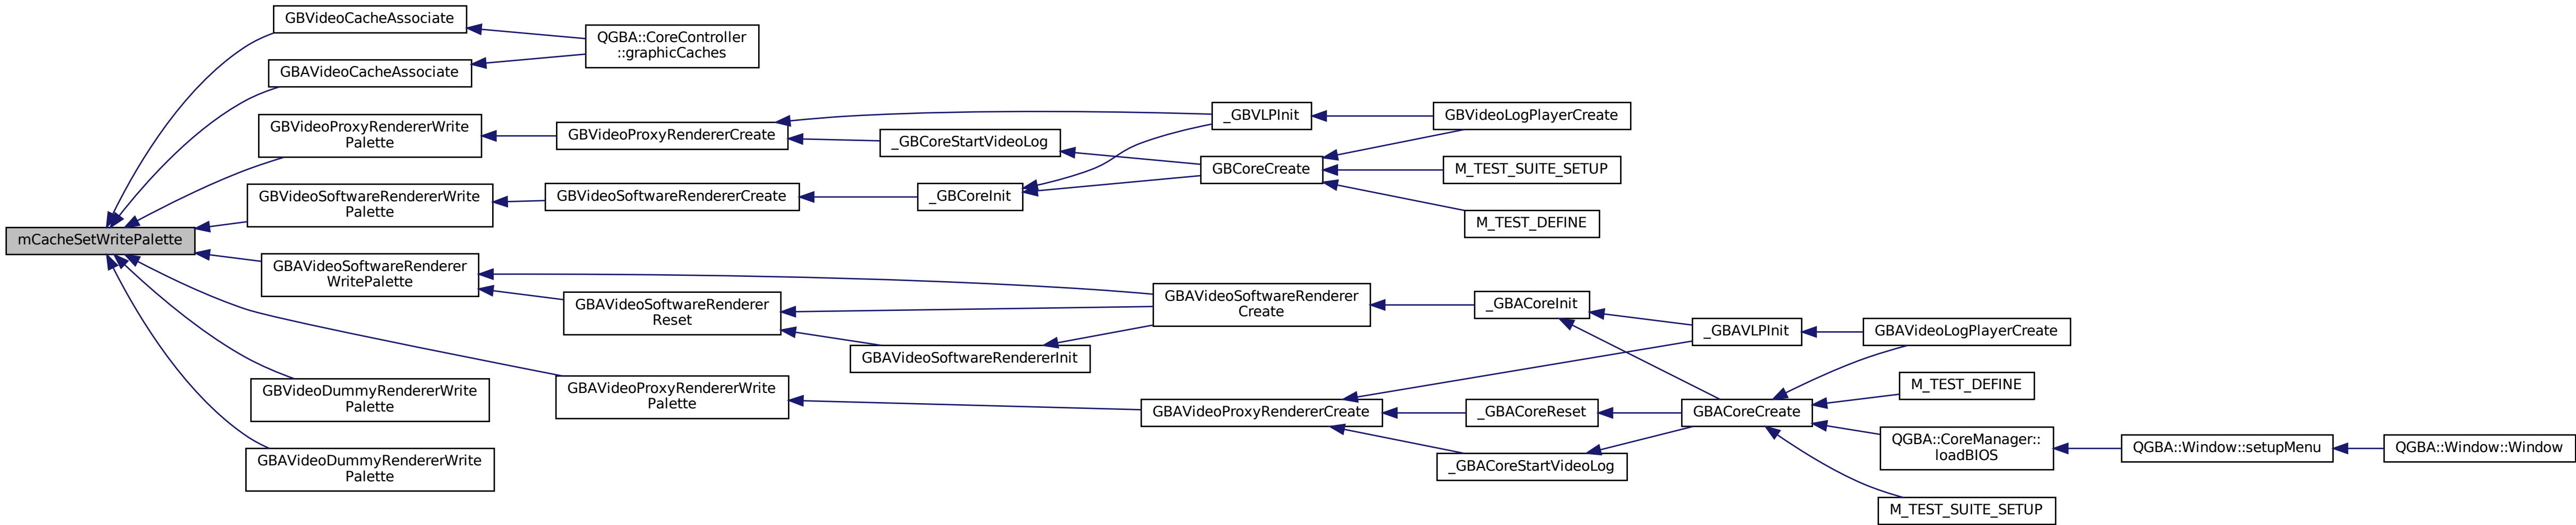 GBVideoCacheAssociate
QGBA::CoreController
::graphicCaches
GBAVideoCacheAssociate
GBVideoProxyRendererWrite
Palette
GBVideoProxyRendererCreate
_GBCoreStartVideoLog
_GBVLPInit
GBVideoLogPlayerCreate
GBCoreCreate
M_TEST_SUITE_SETUP
GBVideoSoftwareRendererWrite
Palette
GBVideoSoftwareRendererCreate
_GBCoreInit
M_TEST_DEFINE
mCacheSetWritePalette
GBAVideoSoftwareRenderer
WritePalette
GBAVideoSoftwareRenderer
Reset
GBAVideoSoftwareRendererInit
GBAVideoSoftwareRenderer
Create
_GBACoreInit
_GBAVLPInit
GBAVideoLogPlayerCreate
GBVideoDummyRendererWrite
Palette
GBAVideoProxyRendererWrite
Palette
GBAVideoProxyRendererCreate
_GBACoreReset
GBACoreCreate
M_TEST_DEFINE
_GBACoreStartVideoLog
QGBA::CoreManager::
loadBIOS
QGBA::Window::setupMenu
QGBA::Window::Window
GBAVideoDummyRendererWrite
Palette
M_TEST_SUITE_SETUP